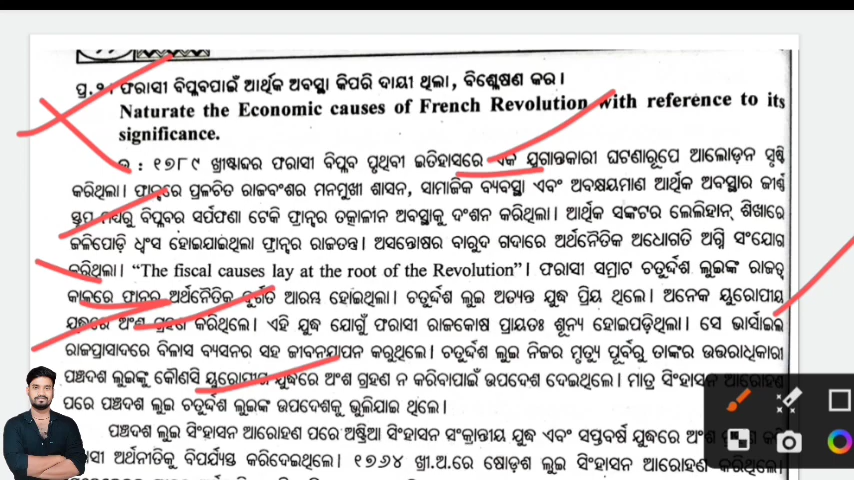 ପ୍ର.୧। ଫରାସୀ ବିପ୍ଳବପାଇଁ ଆର୍ଥିକ ଅବସ୍ଥା କିପରି ଦାୟୀ ଥିଲା, ବିଶ୍ଳେଷଣ କର।
Naturate the Economic causes of French Revolution with reference to its
significance.
ଉ : ୧୭୮୯ ଖ୍ରୀଷ୍ଟାବ୍ଦର ଫରାସୀ ବିପ୍ଳବ ପୃଥିବୀ ଇତିହାସରେ ଏକ ଯୁଗାନ୍ତକାରୀ ଘଟଣାରୂପେ ଆଲୋଡ଼ନ ସୃଷ୍ଟି
କରିଥିଲା। ଫ୍ରାନ୍ସରେ ପ୍ରଚଳିତ ରାଜବଂଶର ମନମୁଖୀ ଶାସନ, ସାମାଜିକ ବ୍ୟବସ୍ଥା ଏବଂ ଅବକ୍ଷୟମାଣ ଆର୍ଥିକ ଅବସ୍ଥାର ଜୀର୍ଣ୍ଣ
ସ୍ତୁପ ମଧ୍ୟରୁ ବିପ୍ଳବର ସର୍ପଫଣା ଟେକି ଫ୍ରାନ୍ସର ତତ୍କାଳୀନ ଅବସ୍ଥାକୁ ଦଂଶନ କରିଥିଲା। ଆର୍ଥିକ ସଙ୍କଟର ଲେଲିହାନ୍ ଶିଖାରେ
ଜଳିପୋଡ଼ି ଧ୍ୱଂସ ହୋଇଯାଇଥିଲା ଫ୍ରାନ୍ସର ରାଜତନ୍ତ୍ର। ଅସନ୍ତୋଷର ବାରୁଦ ଗଦାରେ ଅର୍ଥନୈତିକ ଅଧୋଗତି ଅଗ୍ନି ସଂଯୋଗ
କରିଥିଲା। "The fiscal causes lay at the root of the Revolution"। ଫରାସୀ ସମ୍ରାଟ ଚତୁର୍ଦ୍ଦଶ ଲୁଇଙ୍କ ରାଜତ୍ୱ
କାଳରେ ଫ୍ରାନ୍ସର ଅର୍ଥନୈତିକ ଦୁର୍ଗତି ଆରମ୍ଭ ହୋଇଥିଲା। ଚତୁର୍ଦ୍ଦଶ ଲୁଇ ଅତ୍ୟନ୍ତ ଯୁଦ୍ଧ ପ୍ରିୟ ଥିଲେ। ଅନେକ ୟୁରୋପୀୟ
ଯୁଦ୍ଧରେ ଅଂଶ ଗ୍ରହଣ କରିଥିଲେ। ଏହି ଯୁଦ୍ଧ ଯୋଗୁଁ ଫରାସୀ ରାଜକୋଷ ପ୍ରାୟତଃ ଶୂନ୍ୟ ହୋଇପଡ଼ିଥିଲା। ସେ ଭାର୍ସାଇଲ
ରାଜପ୍ରାସାଦରେ ବିଳାସ ବ୍ୟସନର ସହ ଜୀବନଯାପନ କରୁଥିଲେ। ଚତୁର୍ଦ୍ଦଶ ଲୁଇ ନିଜର ମୃତ୍ୟୁ ପୂର୍ବରୁ ତାଙ୍କର ଉତ୍ତରାଧିକାରୀ
ପଞ୍ଚଦଶ ଲୁଇଙ୍କୁ କୌଣସି ୟୁରୋପୀୟ ଯୁଦ୍ଧରେ ଅଂଶ ଗ୍ରହଣ ନ କରିବାପାଇଁ ଉପଦେଶ ଦେଇଥିଲେ। ମାତ୍ର ସିଂହାସନ ଆରୋହଣ
ପରେ ପଞ୍ଚଦଶ ଲୁଇ ଚତୁର୍ଦ୍ଦଶ ଲୁଇଙ୍କ ଉପଦେଶକୁ ଭୁଲିଯାଇ ଥିଲେ।
ପଞ୍ଚଦଶ ଲୁଇ ସିଂହାସନ ଆରୋହଣ ପରେ ଅଷ୍ଟ୍ରିଆ ସିଂହାସନ ସଂକ୍ରାନ୍ତୀୟ ଯୁଦ୍ଧ ଏବଂ ସପ୍ତବର୍ଷ ଯୁଦ୍ଧରେ ଅଂଶ
ଅର୍ଥନୀତିକୁ ବିପର୍ଯ୍ୟସ୍ତ କରିଦେଇଥିଲେ। ୧୭୬୪ ଖ୍ରୀ.ଅ.ରେ ଷୋଡ଼ଶ ଲୁଇ ସିଂହାସନ ଆରୋହଣ କରିଥିଲେ।